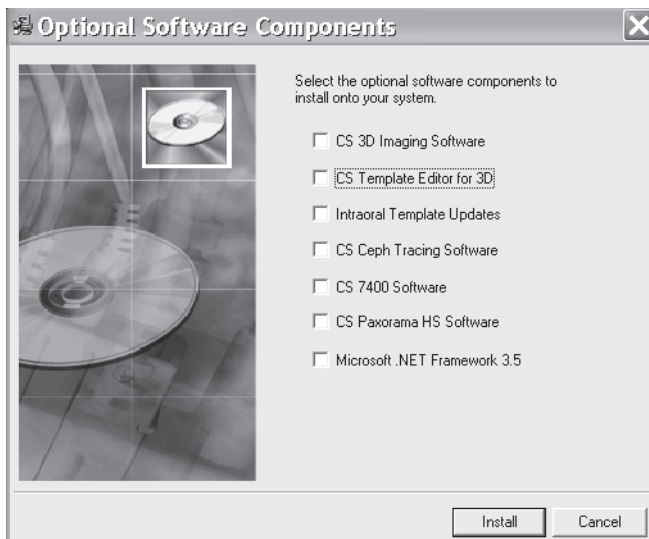 Optional Software Components
Select the optional software components to
install onto your system.
CS 3D Imaging Software
CS Template Editor for 3D
Intraoral Template Updates
CS Ceph Tracing Software
CS 7400 Software
CS Paxorama HS Software
Microsoft .NET Framework 3.5
Install
Cancel